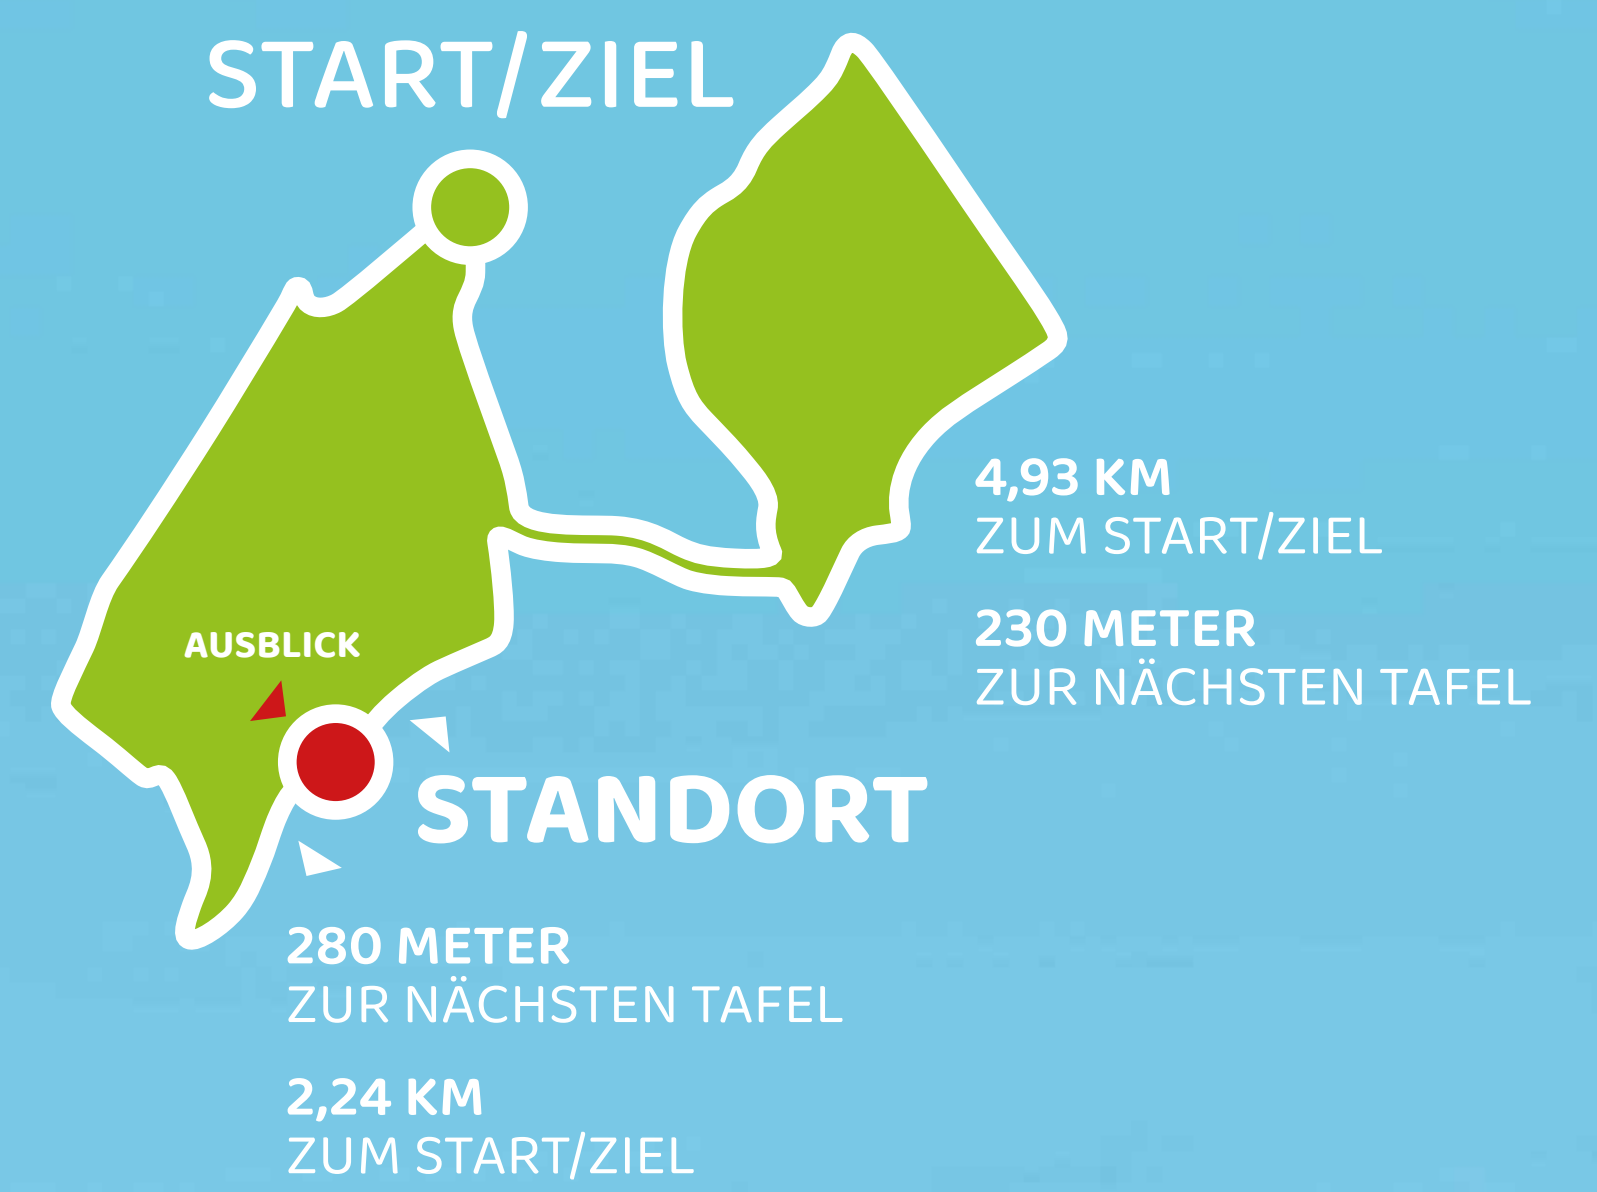 START/ZIEL
4,93 KM
ZUM START/ZIEL
230 METER
ZUR NÄCHSTEN TAFEL
AUSBLICK
STANDORT
280 METER
ZUR NÄCHSTEN TAFEL
2,24 KM
ZUM START/ZIEL